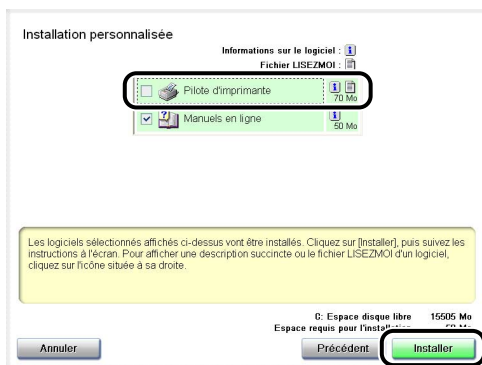 Installation personnalisée
Informations sur le logiciel :
Fichier LISEZMOI :
Pilote d'imprimante
70 Mo
Manuels en ligne
50 Mo
Les logiciels sélectionnés affichés ci-dessus vont être installés. Cliquez sur [Installer], puis suivez les
instructions à l'écran. Pour afficher une description succincte ou le fichier LISEZMOI d'un logiciel,
cliquez sur l'icône située à sa droite.
C: Espace disque libre 15505 Mo
Espace requis pour
Annuler
Précédent
Installer